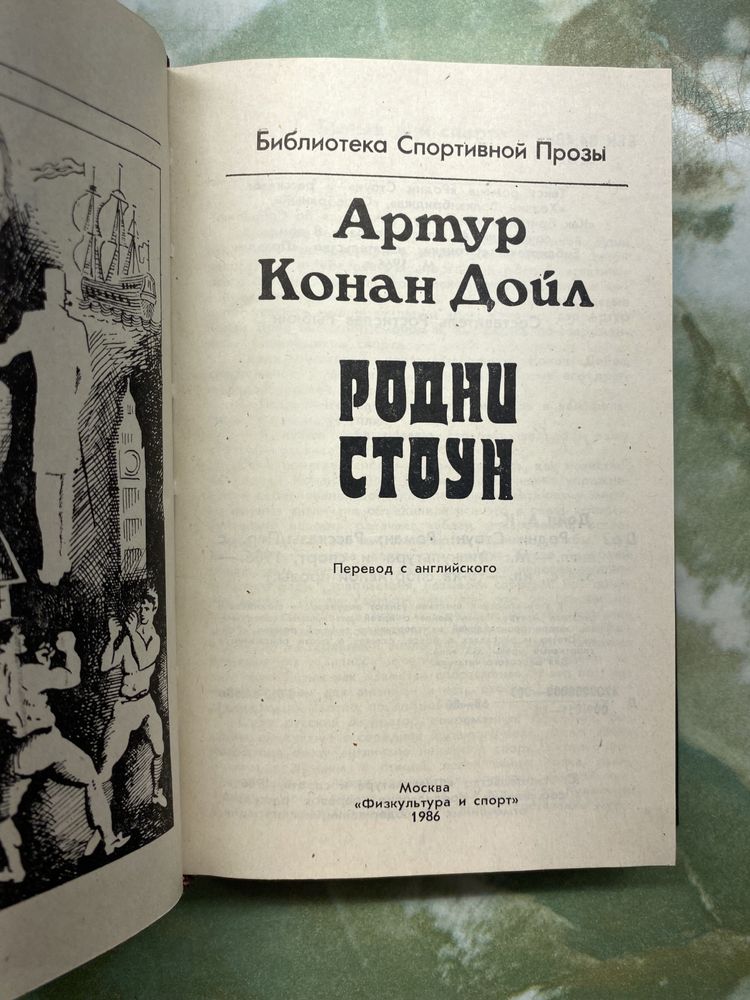 Библиотека Спортивной Прозы
Артур
Конан Дойл
РОДНИ
СТОУН
Перевод с английского
Москва
«Физкультура и спорт»
1986